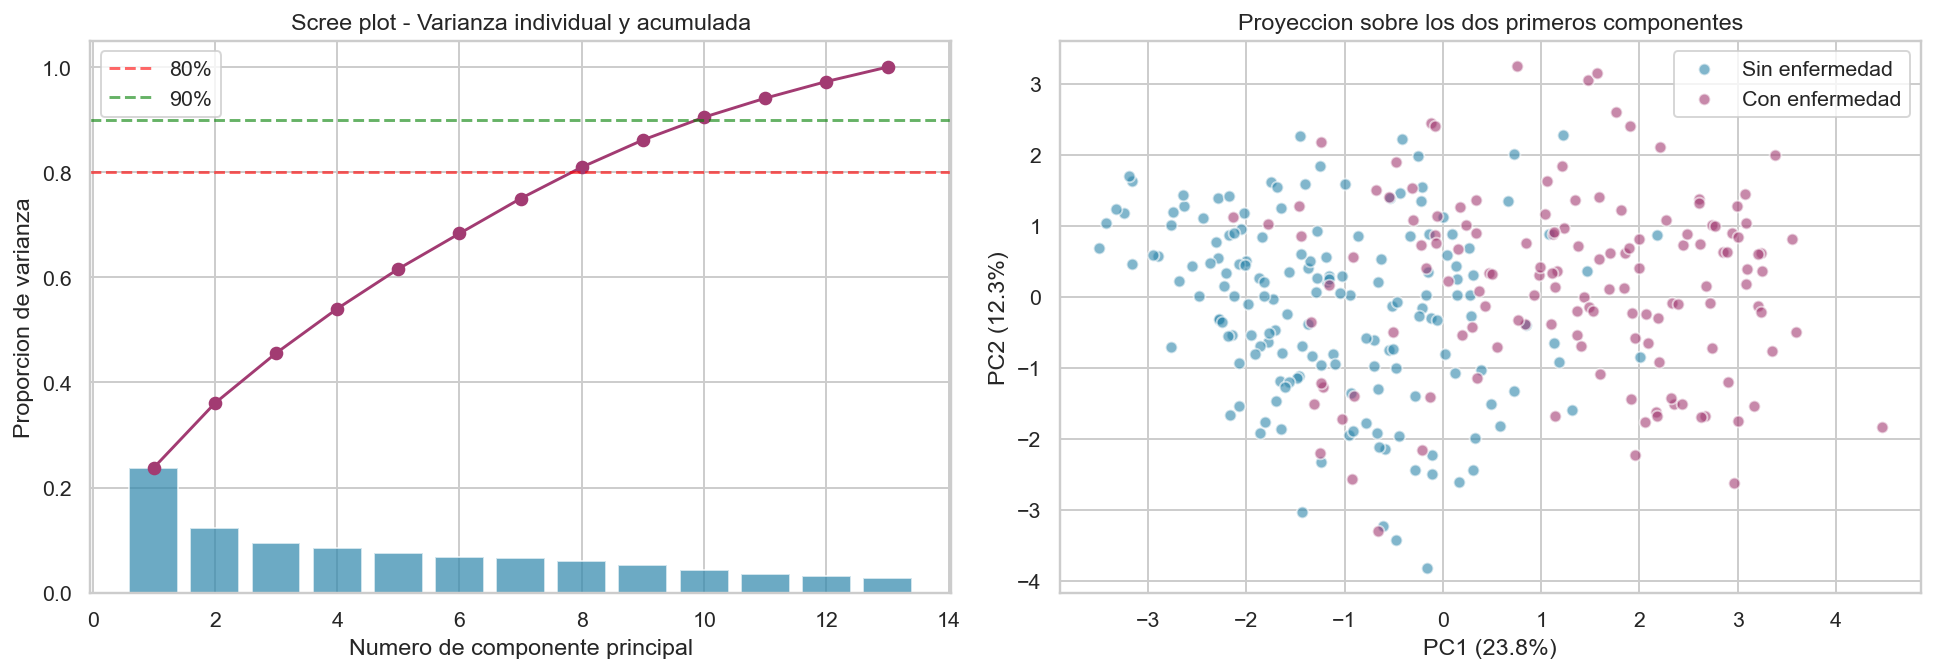 Scree plot - Varianza individual y acumulada
80%
90%
1.0
0.8
0.6
0.4
0.2
0.0
Proporcion de varianza
0 2 4 6 8 10 12 14
Numero de componente principal
Proyeccion sobre los dos primeros componentes
Sin enfermedad
Con enfermedad
3
2
1
0
−1
−2
−3
−4
PC2 (12.3%)
−3 −2 −1 0 1 2 3 4
PC1 (23.8%)